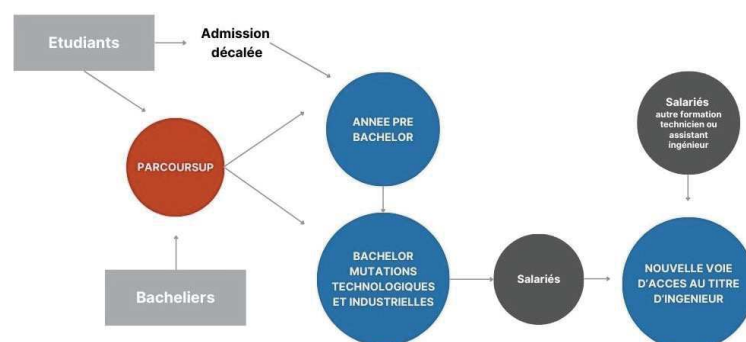 Etudiants
Admission
décalée
Salariés
autre formation
technicien ou
assistant
ingénieur
ANNEE PRE
BACHELOR
PARCOURSUP
BACHELOR
MUTATIONS
TECHNOLOGIQUES
ET INDUSTRIELLES
Salariés
NOUVELLE VOIE
D'ACCES AU TITRE
D'INGENIEUR
Bacheliers